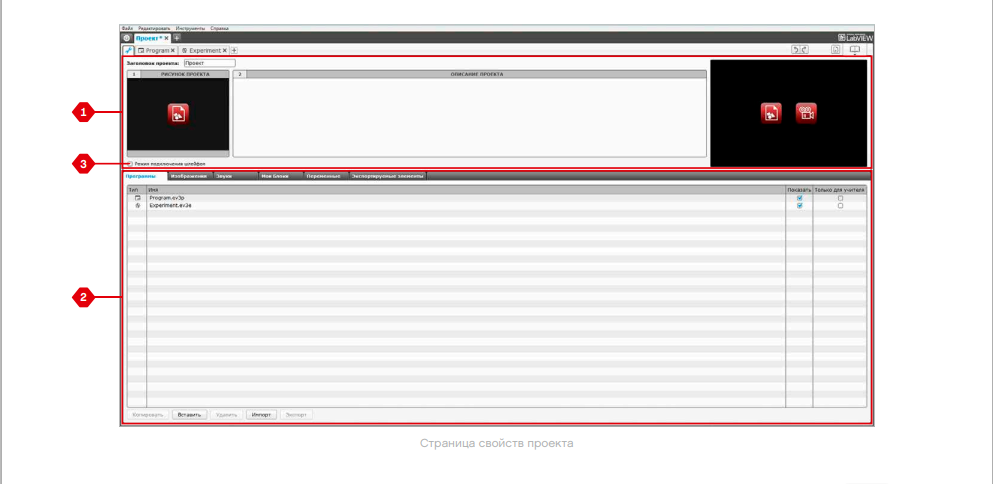 Файл Редактировать Инструменты Справка
Проект* × +
LabVIEW
Program × Experiment × +
Заголовок проекта: Проект
1 РИСУНОК ПРОЕКТА 2 ОПИСАНИЕ ПРОЕКТА
1
3 Режим подключения шлейфом
Программы Изображения Звуки Мои Блоки Переменные Экспортируемые элементы
Тип Имя Показать Только для учителя
Program.ev3p
Experiment.ev3e
2
Копировать Вставить Удалить Импорт Экспорт
Страница свойств проекта